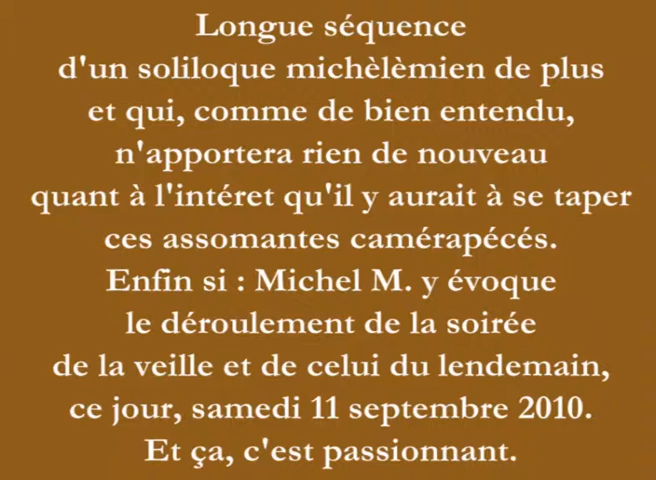 Longue séquence
d'un soliloque michèlèmien de plus
et qui, comme de bien entendu,
n'apportera rien de nouveau
quant à l'intéret qu'il y aurait à se taper
ces assomantes camérapécés.
Enfin si : Michel M. y évoque
le déroulement de la soirée
de la veille et de celui du lendemain,
ce jour, samedi 11 septembre 2010.
Et ça, c'est passionnant.